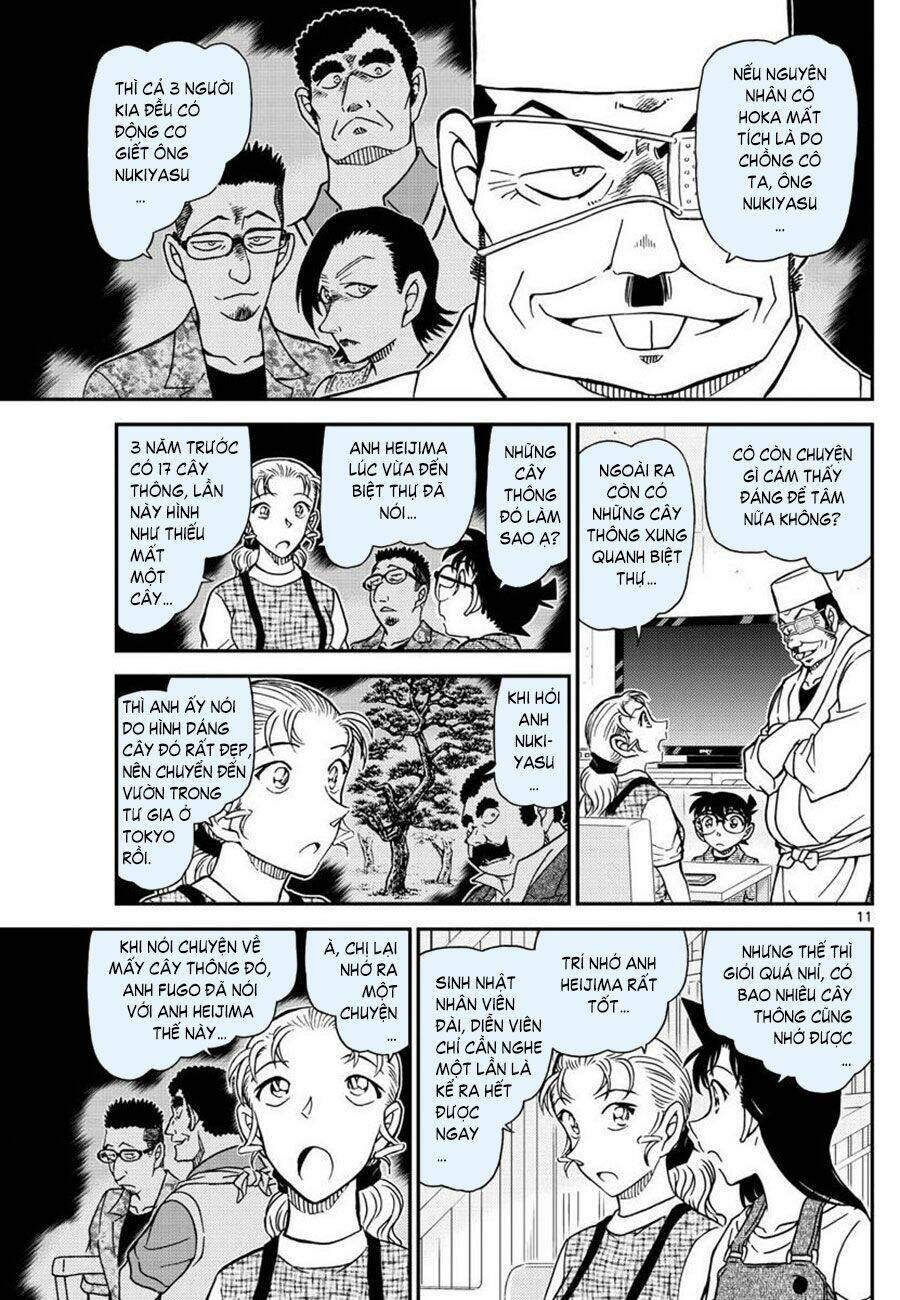 NẾU NGUYÊN
NHÂN CÔ
HOKA MẤT
TÍCH LÀ DO
CHỒNG CÔ
TA, ÔNG
NUKIYASU
...
THÌ CẢ 3 NGƯỜI
KIA ĐỀU CÓ
ĐỘNG CƠ
GIẾT ÔNG
NUKIYASU
...
CÔ CÒN CHUYỆN
GÌ CẢM THẤY
ĐÁNG ĐỂ TÂM
NỮA KHÔNG?
NGOÀI RA
CÒN CÓ
NHỮNG CÂY
THÔNG XUNG
QUANH BIỆT
THỰ...
NHỮNG
CÂY
THÔNG
ĐÓ LÀM
SAO Ạ?
ANH HEIJIMA
LÚC VỪA ĐẾN
BIỆT THỰ ĐÃ
NÓI...
3 NĂM TRƯỚC
CÓ 17 CÂY
THÔNG, LẦN
NÀY HÌNH
NHƯ THIẾU
MẤT
MỘT
CÂY...
KHI HỎI
ANH
NUKI-
YASU
...
THÌ ANH ẤY NÓI
DO HÌNH DÁNG
CÂY ĐÓ RẤT ĐẸP,
NÊN CHUYỂN ĐẾN
VƯỜN TRONG
TƯ GIA Ở
TOKYO
RỒI.
11
NHƯNG THẾ THÌ
GIỎI QUÁ NHỈ, CÓ
BAO NHIÊU CÂY
THÔNG CŨNG
NHỚ ĐƯỢC
...
TRÍ NHỚ ANH
HEIJIMA RẤT
TỐT...
SINH NHẬT
NHÂN VIÊN
ĐÀI, DIỄN VIÊN
CHỈ CẦN NGHE
MỘT LẦN LÀ
KỂ RA HẾT
ĐƯỢC
NGAY
...
À, CHỊ LẠI
NHỚ RA
MỘT
CHUYỆN
...
KHI NÓI CHUYỆN VỀ
MẤY CÂY THÔNG ĐÓ,
ANH FUGO ĐÃ NÓI
VỚI ANH HEIJIMA
THẾ NÀY...